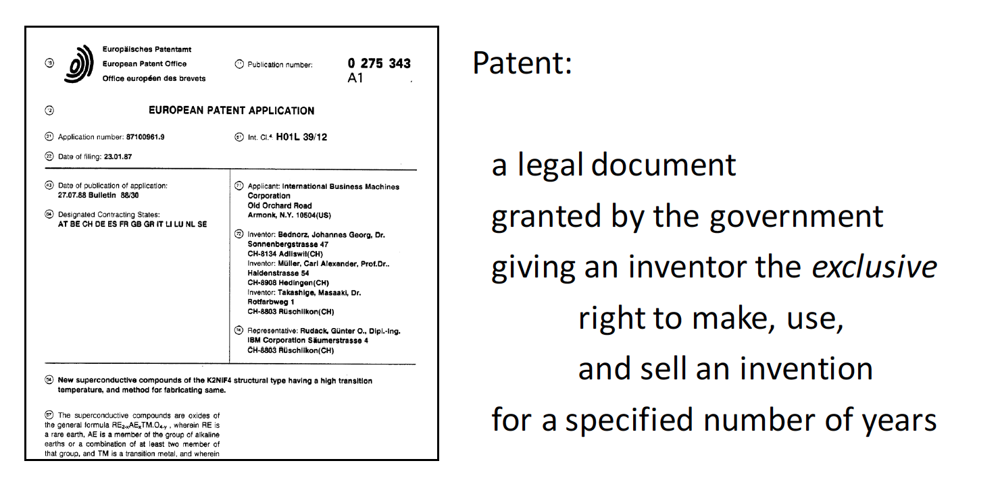 Europäisches Patentamt
European Patent Office
Office européen des brevets
19
11 Publication number:
0 275 343
A1
12
EUROPEAN PATENT APPLICATION
21 Application number: 87100961.9
51 Int. Cl.4: H01L 39/12
22 Date of filing: 23.01.87
43 Date of publication of application:
27.07.88 Bulletin 88/30
84 Designated Contracting States:
AT BE CH DE ES FR GB GR IT LI LU NL SE
71 Applicant: International Business Machines
Corporation
Old Orchard Road
Armonk, N.Y. 10504(US)
72 Inventor: Bednorz, Johannes Georg, Dr.
Sonnenbergstrasse 47
CH-8134 Adliswil(CH)
Inventor: Müller, Carl Alexander, Prof.Dr..
Haldenstrasse 54
CH-8908 Hedingen(CH)
Inventor: Takashige, Masaaki, Dr.
Rotfarbweg 1
CH-8803 Rüschlikon(CH)
74 Representative: Rudack, Günter O., Dipl.-Ing.
IBM Corporation Säumerstrasse 4
CH-8803 Rüschlikon(CH)
54 New superconductive compounds of the K2NIF4 structural type having a high transition
temperature, and method for fabricating same.
57 The superconductive compounds are oxides of
the general formula RE2-xAExTM.O4-y , wherein RE is
a rare earth, AE is a member of the group of alkaline
earths or a combination of at least two member of
that group, and TM is a transition metal, and wherein
Patent:
a legal document
granted by the government
giving an inventor the exclusive
right to make, use,
and sell an invention
for a specified number of years